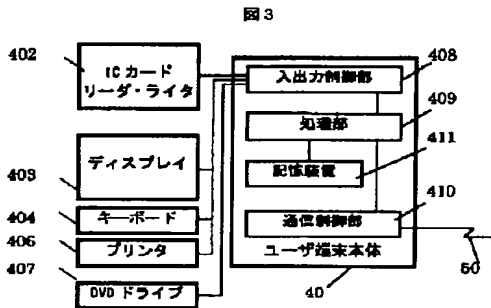 図3
402
ICカード
リーダ・ライタ
403
ディスプレイ
404
キーボード
406
プリンタ
407
DVDドライブ
入出力制御部
408
処理部
409
記憶装置
411
通信制御部
410
ユーザ端末本体
40
50